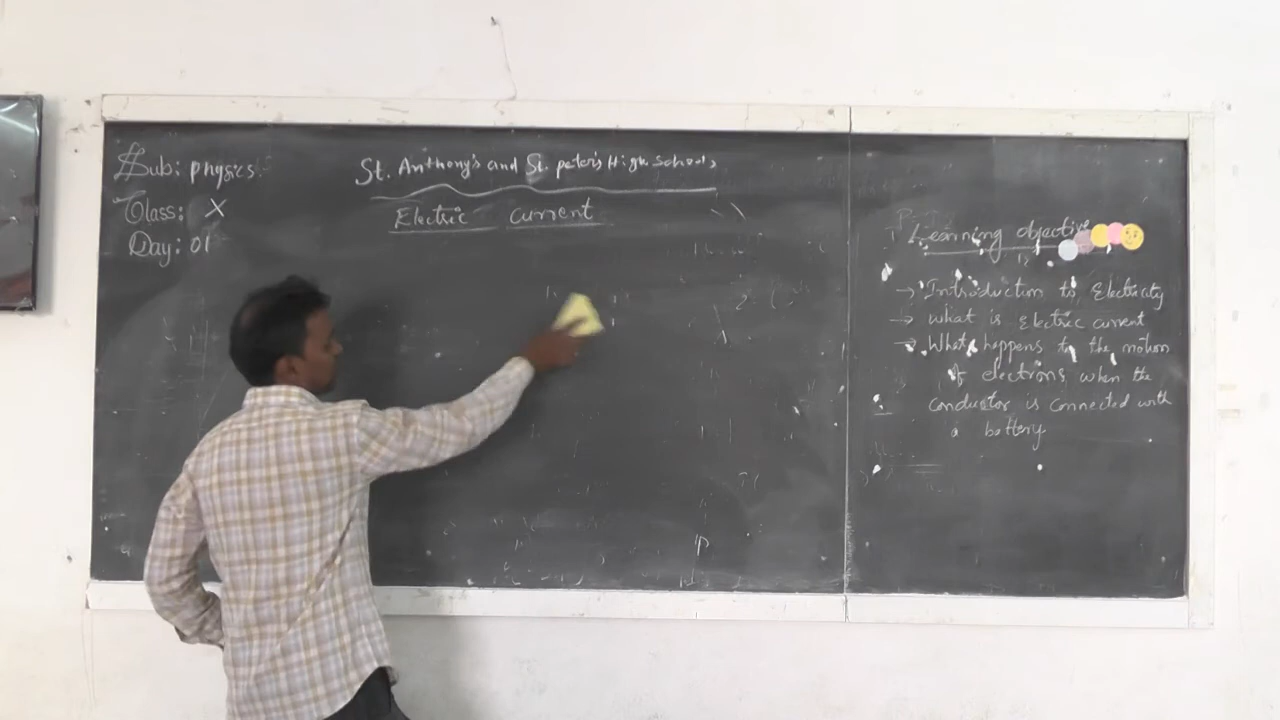 Sub: physics
Class: X
Day: 01
St. Anthony's and St. peter's High Schools
Electric current
Learning objective
→ Introduction to Electricity
→ what is Electric current
→ What happens to the motion
of electrons when the
conductor is connected with
a battery